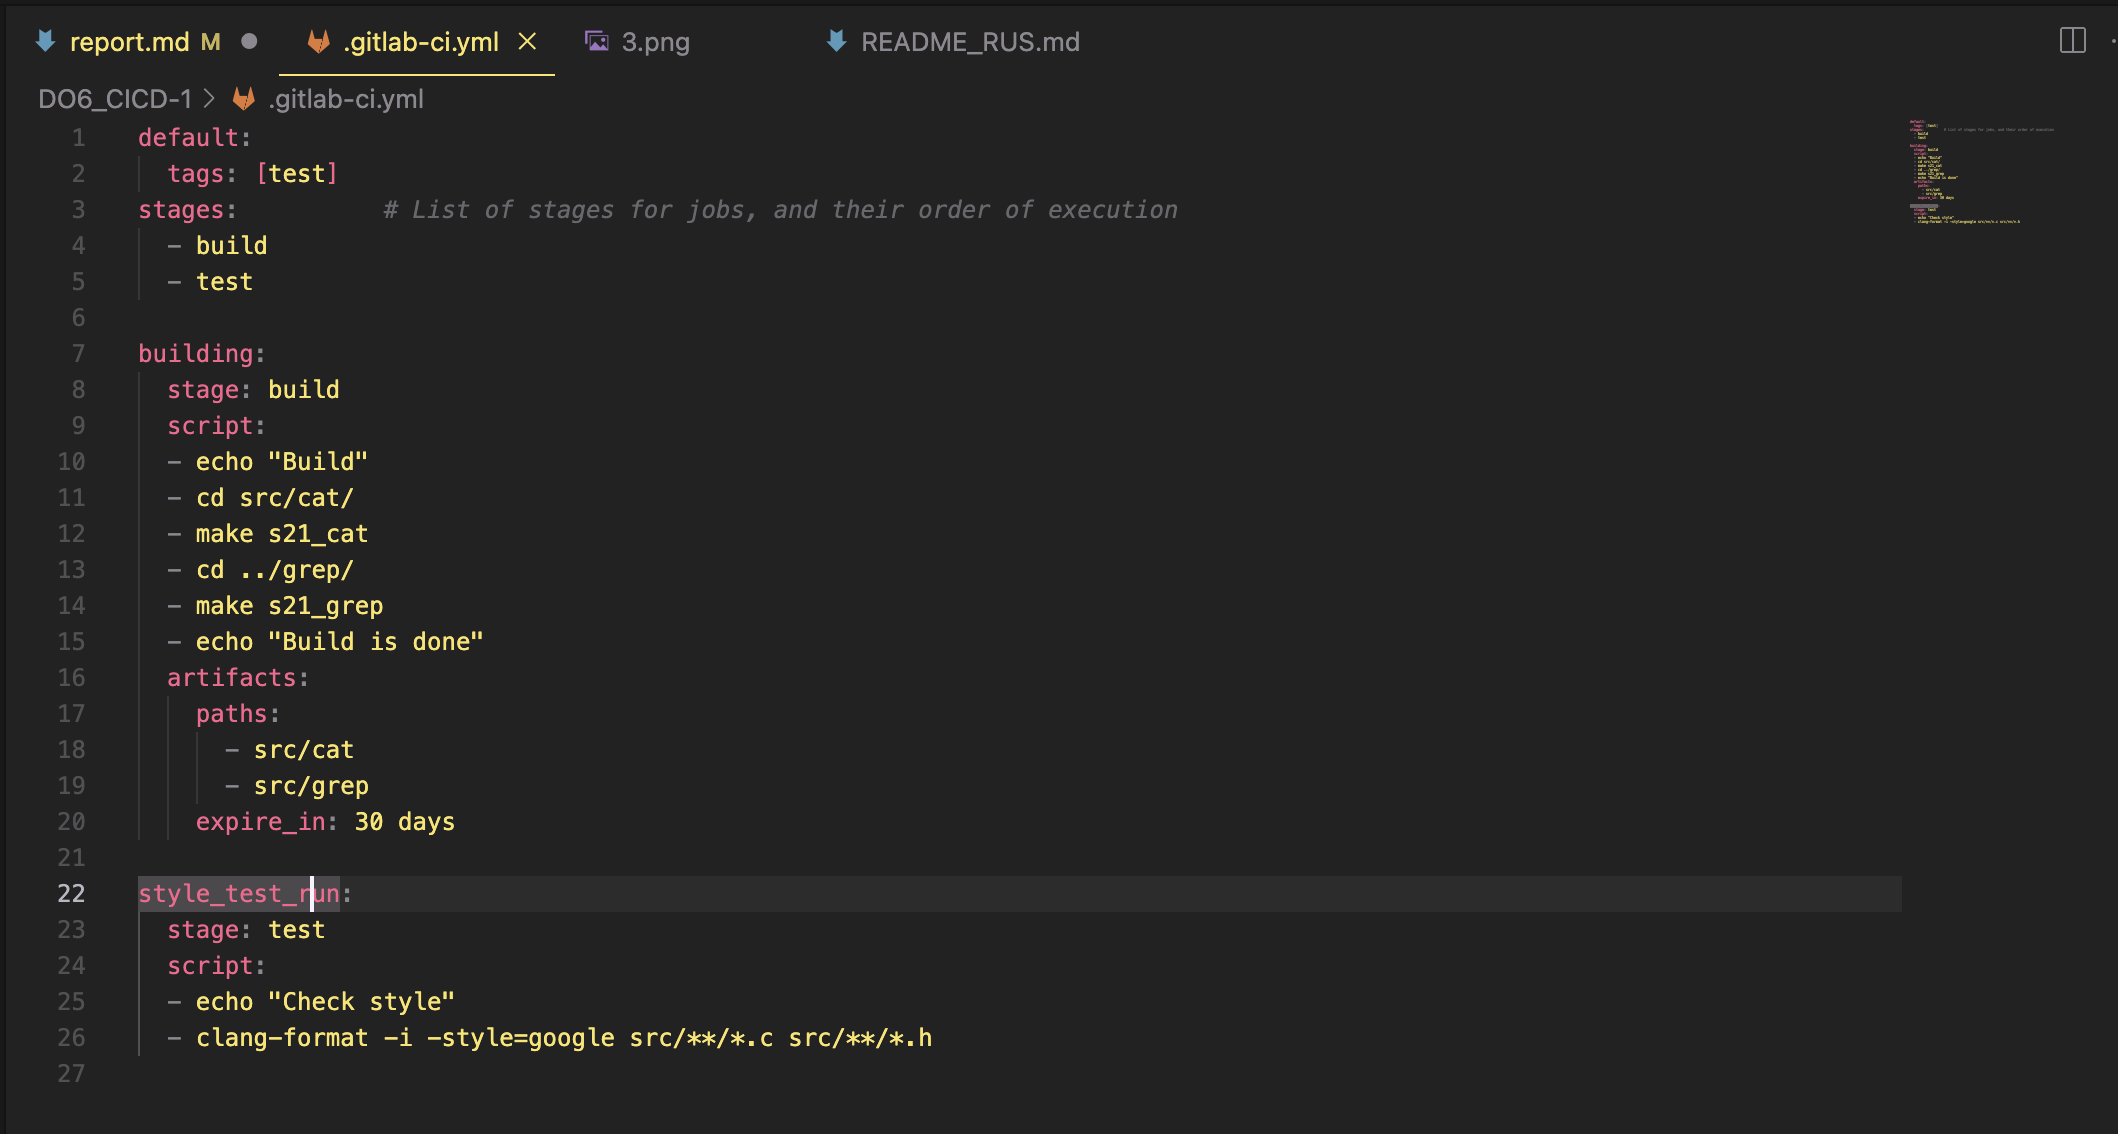 report.md M .gitlab-ci.yml 3.png README_RUS.md
DO6_CICD-1 > .gitlab-ci.yml
1 default:
2   tags: [test]
3 stages:          # List of stages for jobs, and their order of execution
4   - build
5   - test
6
7 building:
8   stage: build
9   script:
10   - echo "Build"
11   - cd src/cat/
12   - make s21_cat
13   - cd ../grep/
14   - make s21_grep
15   - echo "Build is done"
16   artifacts:
17     paths:
18       - src/cat
19       - src/grep
20     expire_in: 30 days
21
22 style_test_run:
23   stage: test
24   script:
25   - echo "Check style"
26   - clang-format -i -style=google src/**/*.c src/**/*.h
27